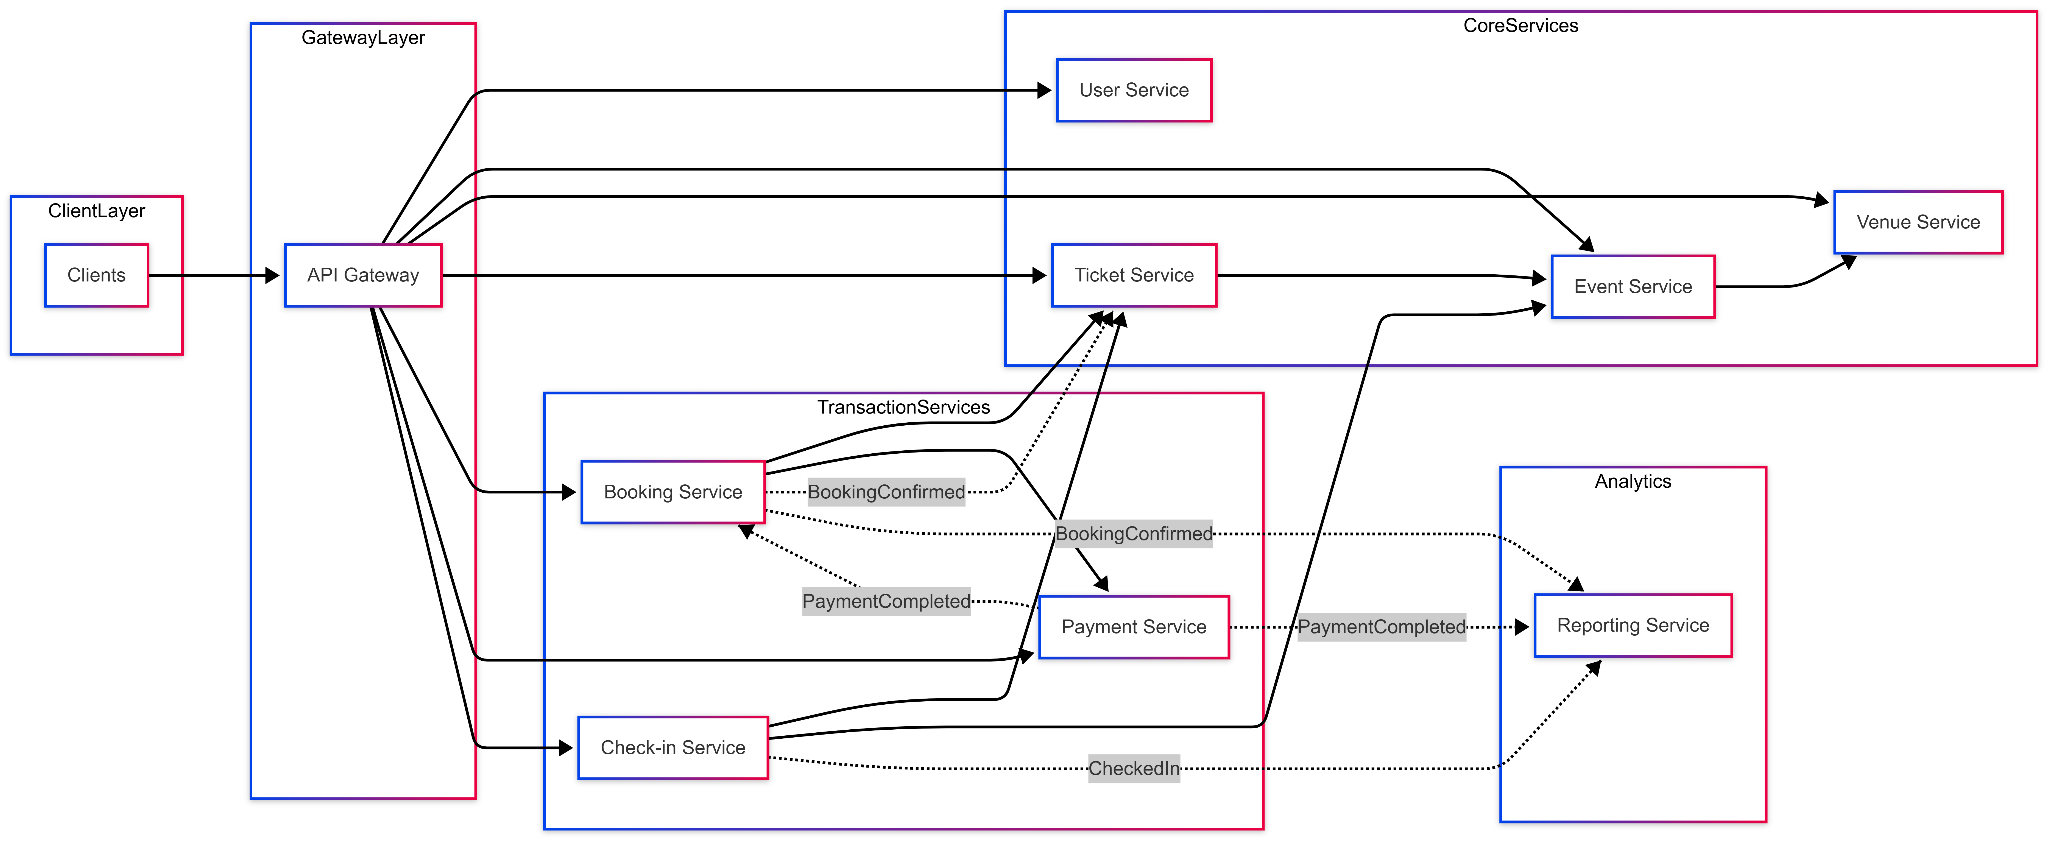 GatewayLayer
CoreServices
User Service
ClientLayer
Clients
API Gateway
Ticket Service
Event Service
Venue Service
TransactionServices
Booking Service
BookingConfirmed
BookingConfirmed
PaymentCompleted
Payment Service
PaymentCompleted
Check-in Service
CheckedIn
Analytics
Reporting Service